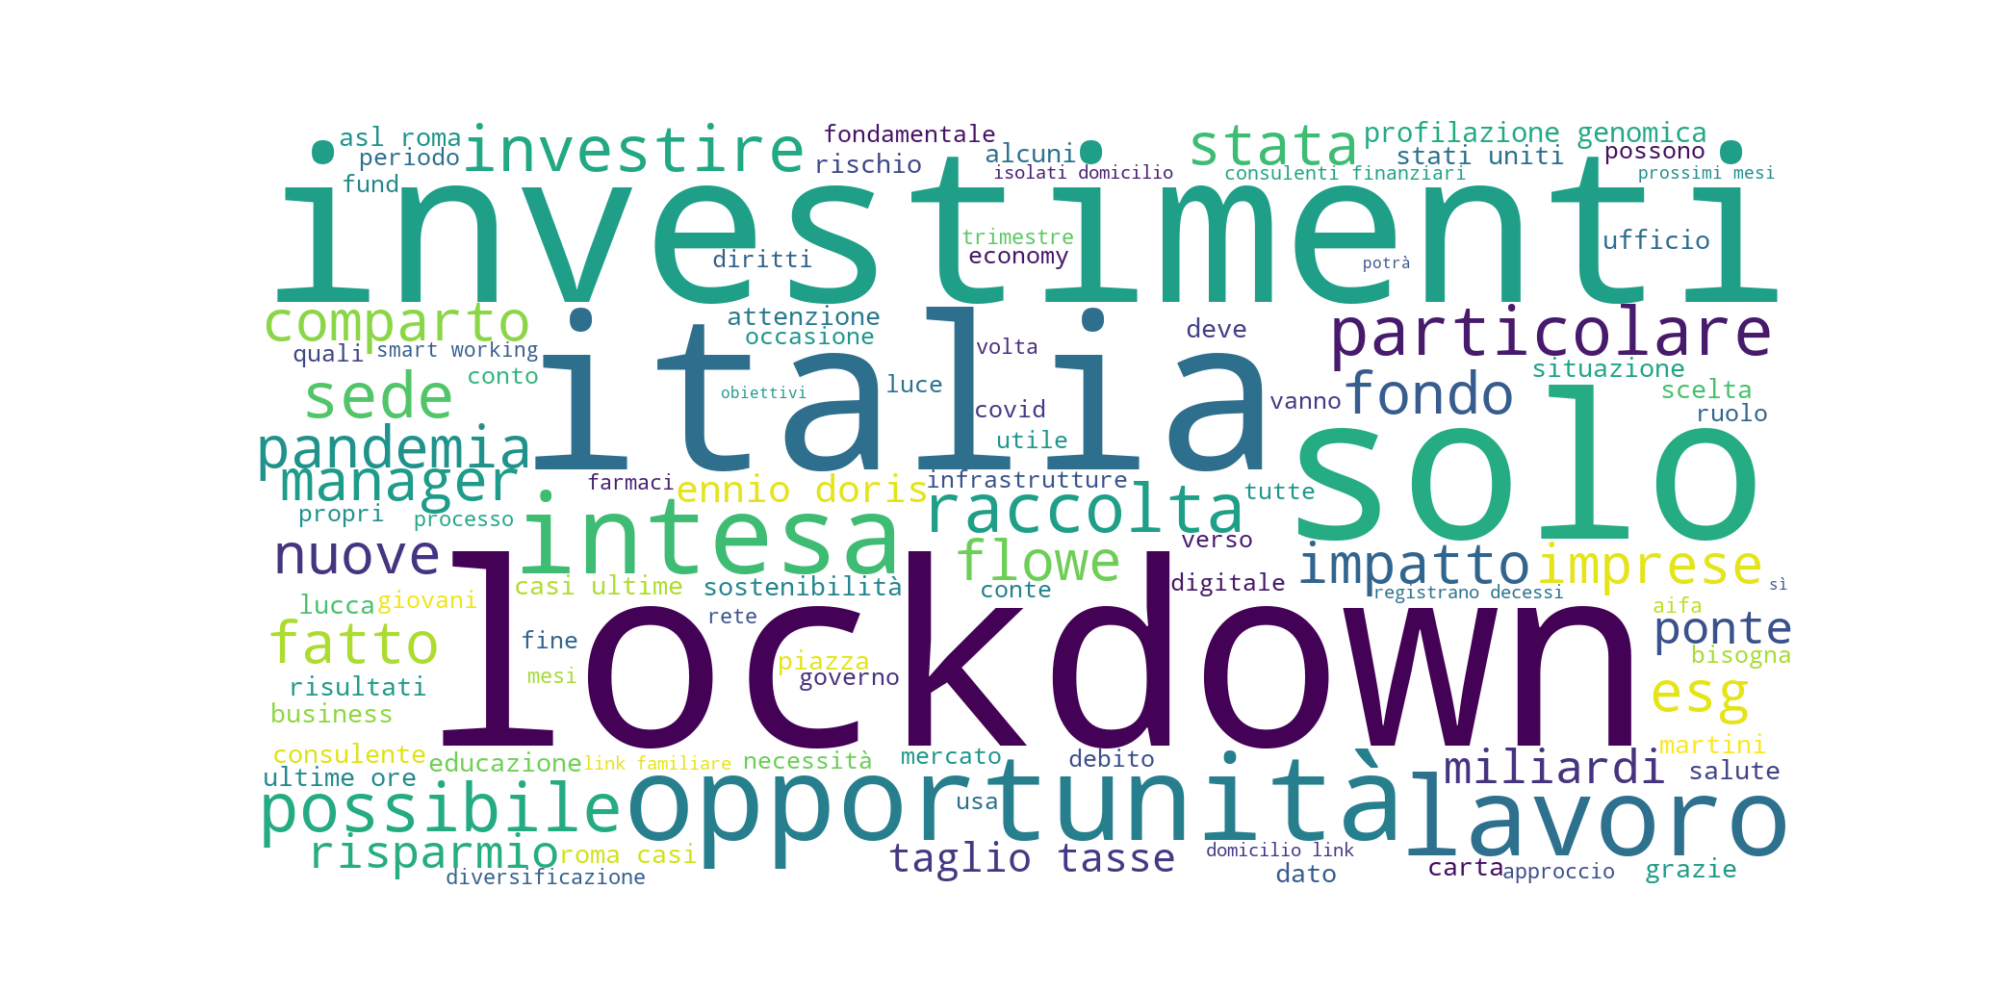 asl roma
investire
fondamentale
alcuni
stata
profilazione genomica
periodo
rischio
stati uniti
possono
fund
isolati domicilio
consulenti finanziari
prossimi mesi
investimenti
diritti
trimestre
economy
potrà
ufficio
comparto
attenzione
occasione
deve
particolare
quali
smart working
volta
italia
conto
obiettivi
luce
situazione
sede
covid
vanno
fondo
scelta
ruolo
utile
solo
pandemia
manager
farmaci
ennio doris
infrastrutture
tutte
propri
processo
intesa
raccolta
nuove
flowe
verso
impatto
imprese
casi ultime
sostenibilità
conte
digitale
registrano decessi
sì
lucca
giovani
rete
aifa
fatto
fine
lockdown
ponte
mesi
piazza
governo
bisogna
risultati
esg
business
consulente
educazione
link familiare
necessità
mercato
debito
martini
ultime ore
miliardi
salute
possibile
opportunità
usa
lavoro
risparmio
roma casi
taglio tasse
domicilio link
dato
carta
approccio
grazie
diversificazione